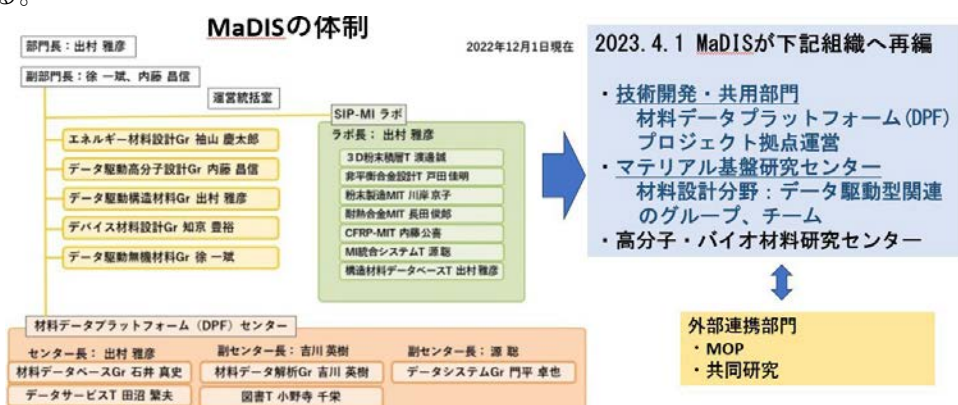 る。
MaDISの体制
2022年12月1日現在
部門長：出村 雅彦
副部門長：徐 一斌、内藤 昌信
運営統括室
エネルギー材料設計Gr 袖山 慶太郎
データ駆動高分子設計Gr 内藤 昌信
データ駆動構造材料Gr 出村 雅彦
デバイス材料設計Gr 知京 豊裕
データ駆動無機材料Gr 徐 一斌
SIP-MI ラボ
ラボ長： 出村 雅彦
3D粉末積層T 渡邊誠
非平衡合金設計T 戸田佳明
粉末製造MIT 川岸京子
耐熱合金MIT 長田俊郎
CFRP-MIT 内藤公喜
MI統合システムT 源聡
構造材料データベースT 出村雅彦
材料データプラットフォーム（DPF）センター
センター長： 出村 雅彦
副センター長：吉川 英樹
副センター長：源 聡
材料データベースGr 石井 真史
材料データ解析Gr 吉川 英樹
データシステムGr 門平 卓也
データサービスT 田沼 繁夫
図書T 小野寺 千栄
2023.4.1 MaDISが下記組織へ再編
・技術開発・共用部門
材料データプラットフォーム(DPF)
プロジェクト拠点運営
・マテリアル基盤研究センター
材料設計分野：データ駆動型関連
のグループ、チーム
・高分子・バイオ材料研究センター
外部連携部門
・MOP
・共同研究